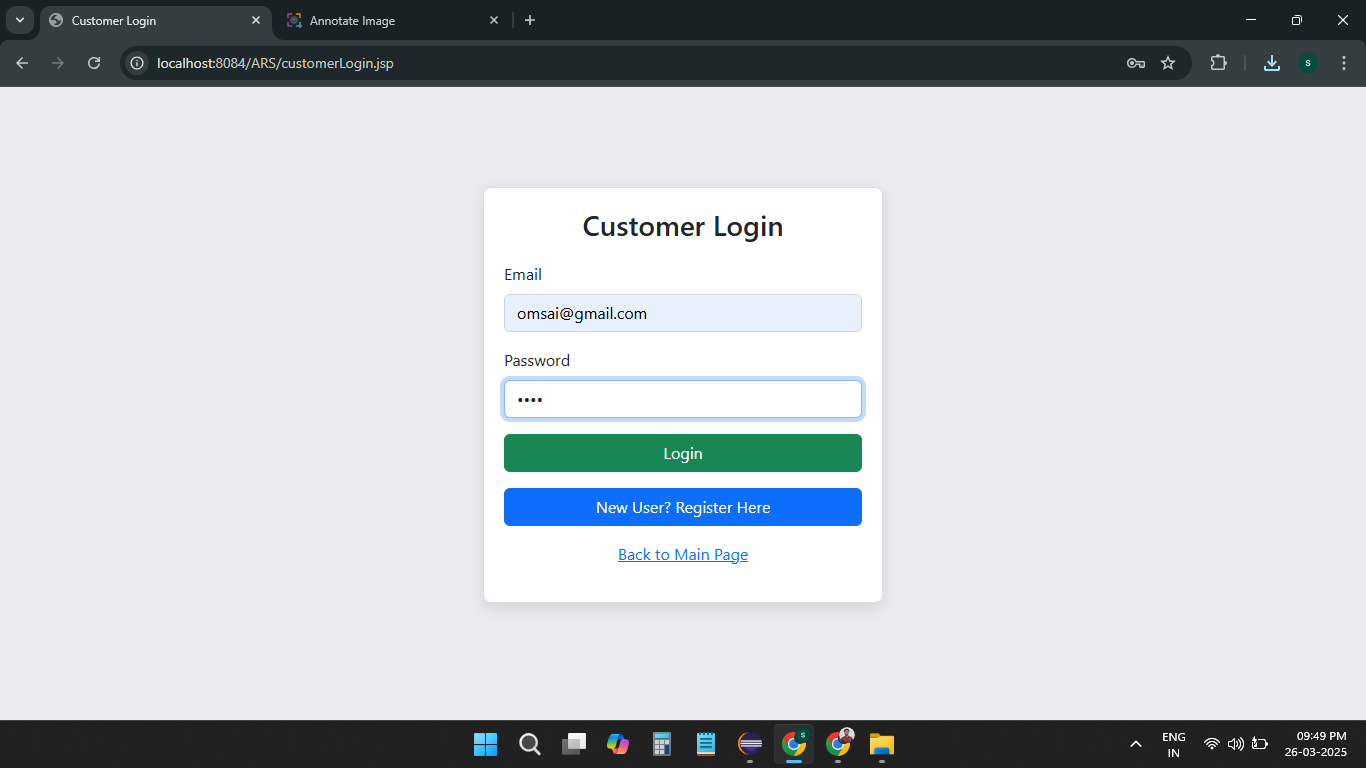 Customer Login
Annotate Image
localhost:8084/ARS/customerLogin.jsp
s
Customer Login
Email
omsai@gmail.com
Password
••••
Login
New User? Register Here
Back to Main Page
s
ENG
IN
09:49 PM
26-03-2025